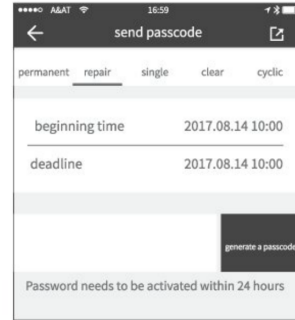 A&AT 16:59
send passcode
permanent repair single clear cyclic
beginning time 2017.08.14 10:00
deadline 2017.08.14 10:00
generate a passcode
Password needs to be activated within 24 hours